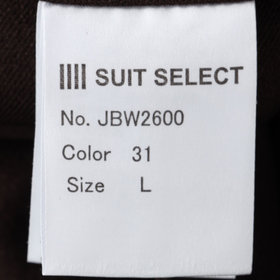 SUIT SELECT
No. JBW2600
Color 31
Size L